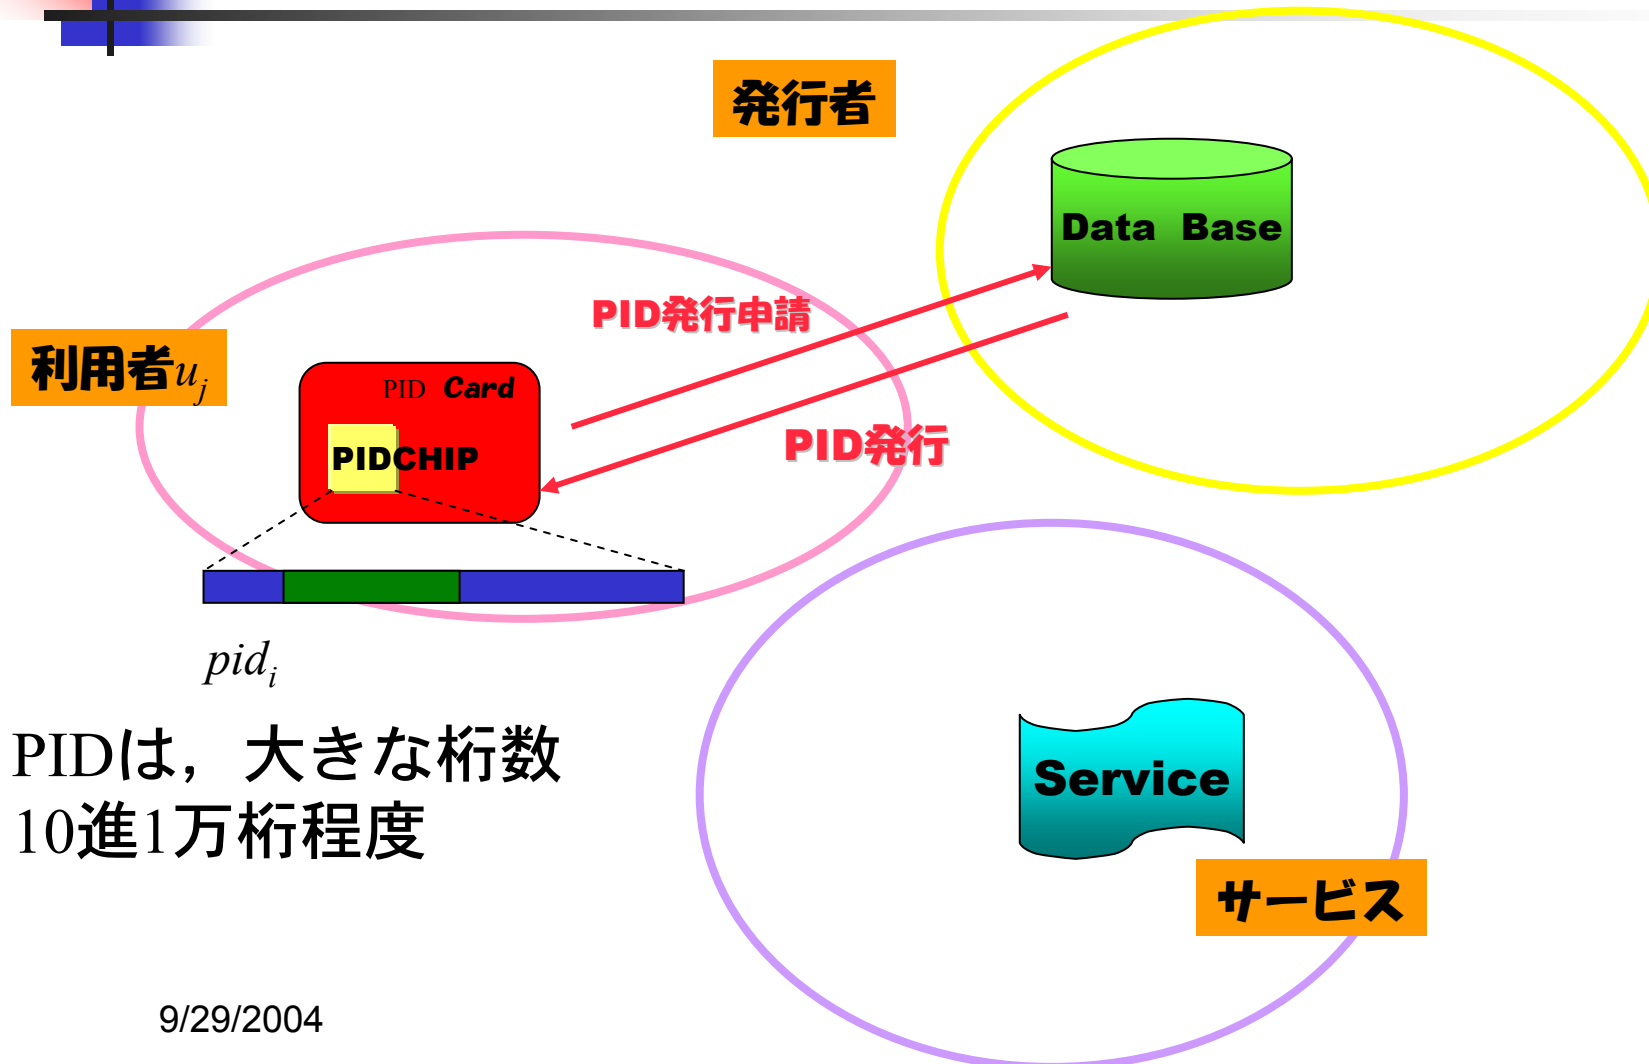 発行者
Data Base
PID発行申請
利用者uj
PID Card
PIDCHIP
PID発行
pidi
PIDは，大きな桁数
10進1万桁程度
Service
サービス
9/29/2004